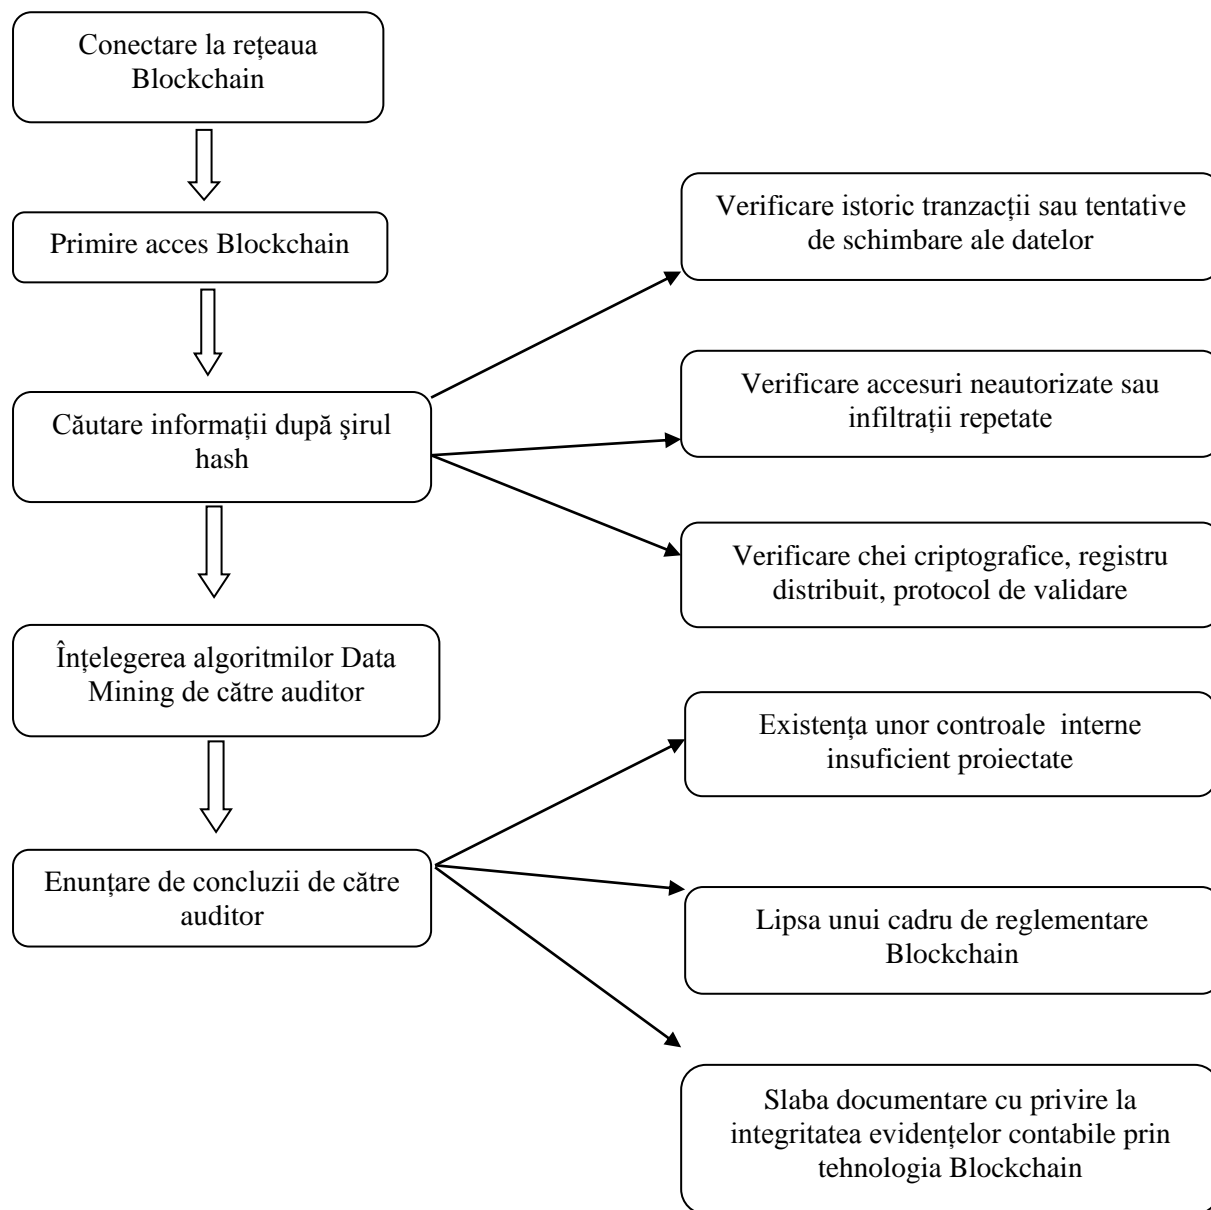 Conectare la rețeaua
Blockchain
Primire acces Blockchain
Căutare informații după şirul
hash
Înțelegerea algoritmilor Data
Mining de către auditor
Enunțare de concluzii de către
auditor
Verificare istoric tranzacții sau tentative
de schimbare ale datelor
Verificare accesuri neautorizate sau
infiltrații repetate
Verificare chei criptografice, registru
distribuit, protocol de validare
Existența unor controale  interne
insuficient proiectate
Lipsa unui cadru de reglementare
Blockchain
Slaba documentare cu privire la
integritatea evidențelor contabile prin
tehnologia Blockchain